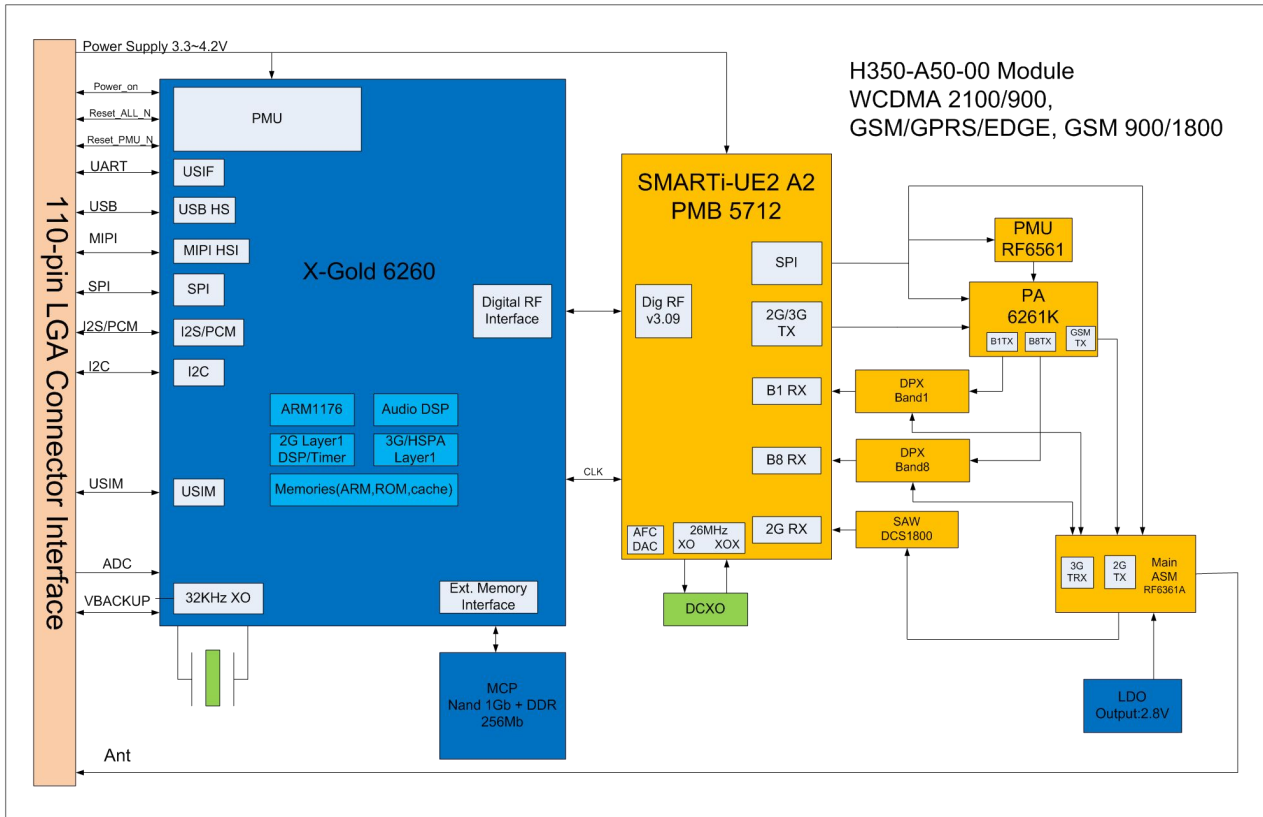 Power Supply 3.3~4.2V
H350-A50-00 Module
WCDMA 2100/900,
GSM/GPRS/EDGE, GSM 900/1800
110-pin LGA Connector Interface
Power_on
Reset_ALL_N
Reset_PMU_N
UART
USB
MIPI
SPI
I2S/PCM
I2C
USIM
ADC
VBACKUP
Ant
PMU
USIF
USB HS
MIPI HSI
SPI
I2S/PCM
I2C
USIM
32KHz XO
X-Gold 6260
Digital RF
Interface
ARM1176
Audio DSP
2G Layer1
DSP/Timer
3G/HSPA
Layer1
Memories(ARM,ROM,cache)
Ext. Memory
Interface
MCP
Nand 1Gb + DDR
256Mb
CLK
SMARTi-UE2 A2
PMB 5712
SPI
Dig RF
v3.09
2G/3G
TX
B1 RX
B8 RX
2G RX
AFC
DAC
26MHz
XO XOX
DCXO
PMU
RF6561
PA
6261K
B1TX
B8TX
GSM
TX
DPX
Band1
DPX
Band8
SAW
DCS1800
3G
TRX
2G
TX
Main
ASM
RF6361A
LDO
Output:2.8V